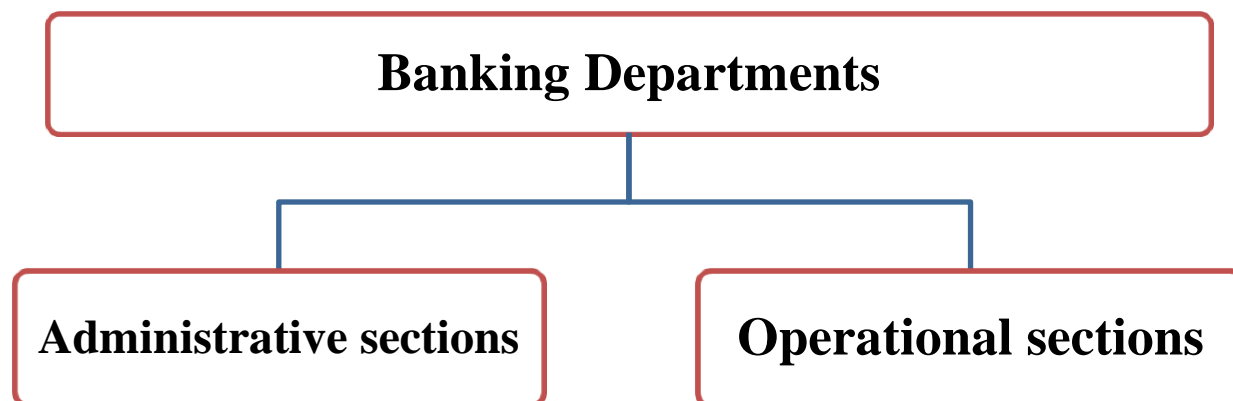 Banking Departments
Administrative sections
Operational sections